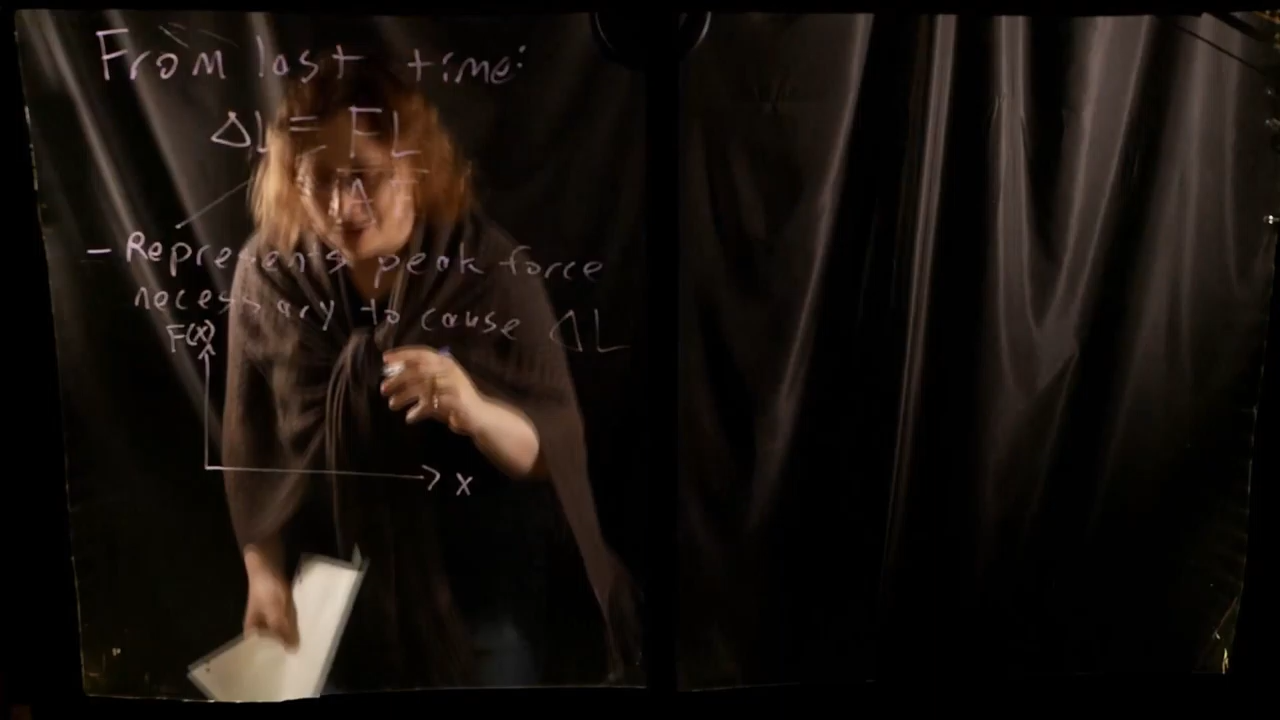 From last time:
ΔL = FL
A
- Represents peak force
necessary to cause ΔL
F(x)
x